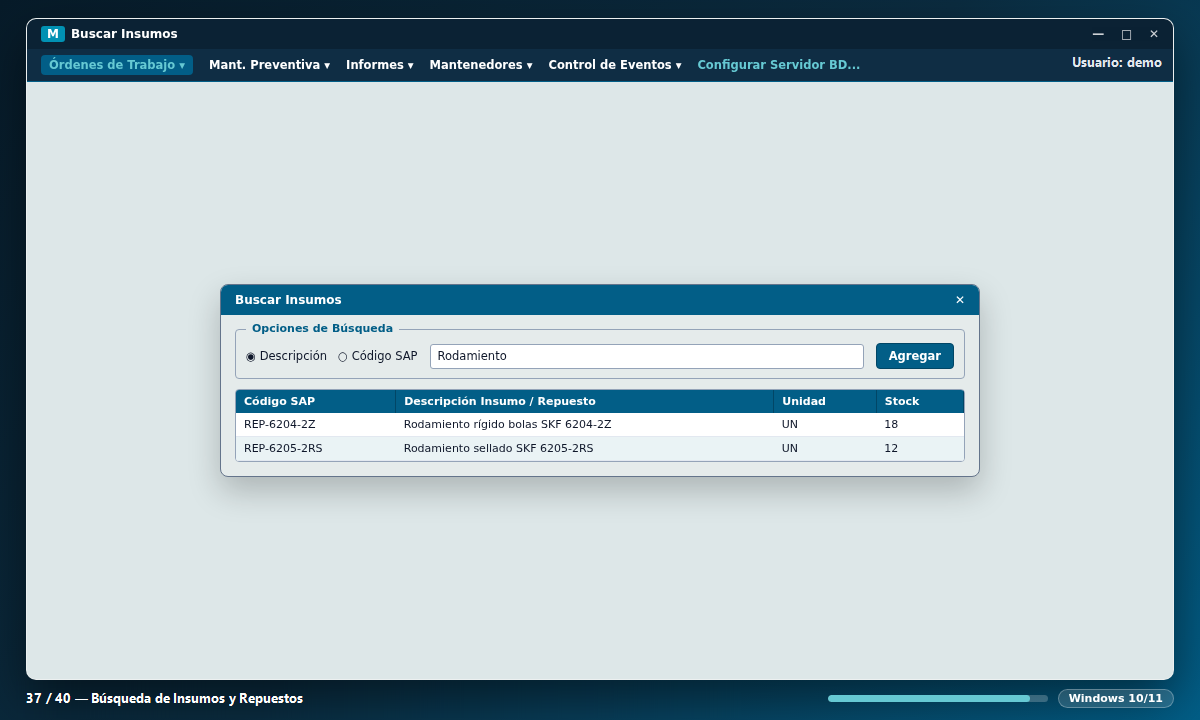 M Buscar Insumos — □ ✕
Órdenes de Trabajo ▾ Mant. Preventiva ▾ Informes ▾ Mantenedores ▾ Control de Eventos ▾ Configurar Servidor BD... Usuario: demo
Buscar Insumos ✕
Opciones de Búsqueda
◉ Descripción ○ Código SAP Rodamiento Agregar
Código SAP Descripción Insumo / Repuesto Unidad Stock
REP-6204-2Z Rodamiento rígido bolas SKF 6204-2Z UN 18
REP-6205-2RS Rodamiento sellado SKF 6205-2RS UN 12
37 / 40 — Búsqueda de Insumos y Repuestos Windows 10/11